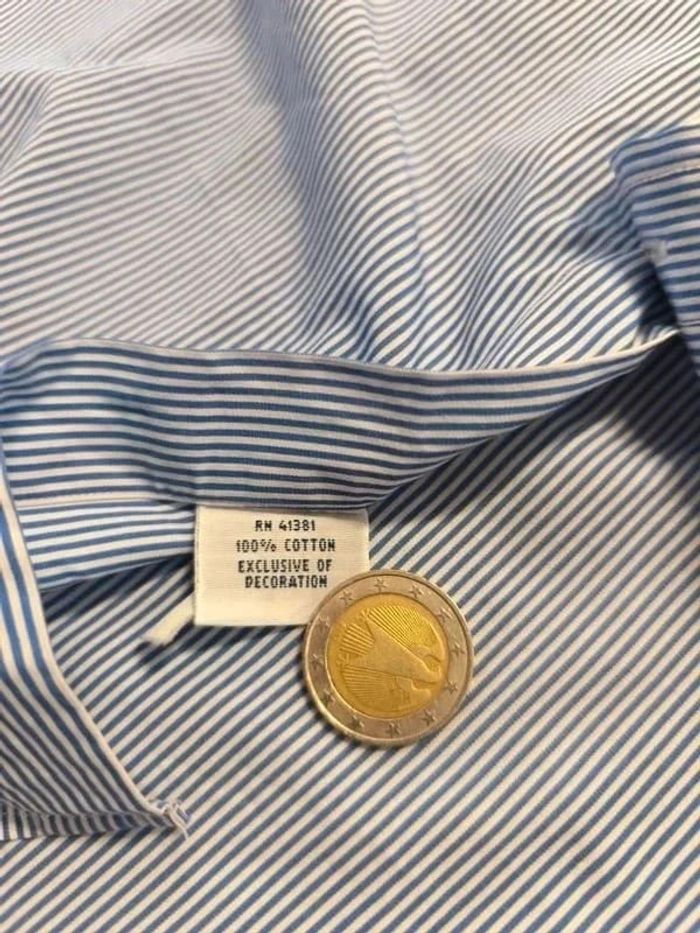 RN 41381
100% COTTON
EXCLUSIVE OF
DECORATION